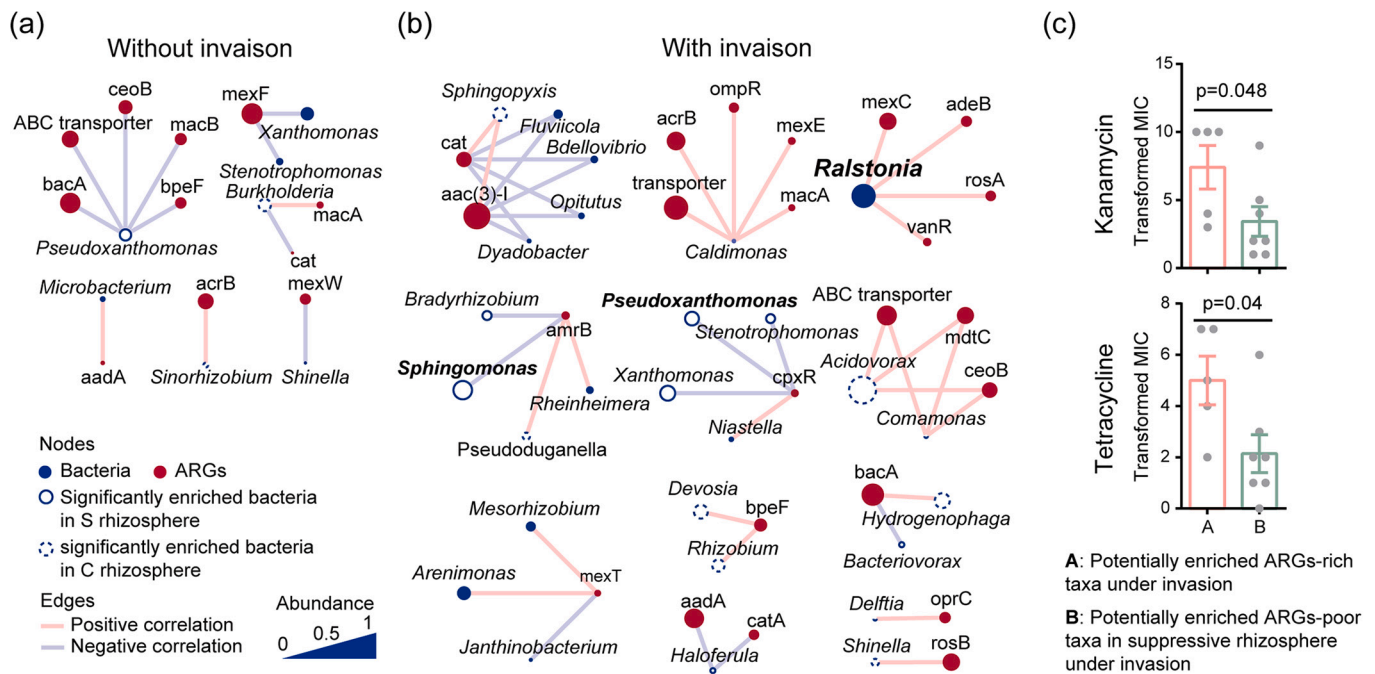 (a)
Without invaison
ceoB
ABC transporter
macB
bacA
bpeF
Pseudoxanthomonas
mexF
Xanthomonas
Stenotrophomonas
Burkholderia
macA
cat
Microbacterium
aadA
acrB
Sinorhizobium
mexW
Shinella
Nodes
Bacteria
ARGs
Significantly enriched bacteria
in S rhizosphere
significantly enriched bacteria
in C rhizosphere
Edges
Positive correlation
Negative correlation
Abundance
0
0.5
1
(b)
With invaison
Sphingopyxis
Fluviicola
cat
Bdellovibrio
aac(3)-I
Opitutus
Dyadobacter
ompR
acrB
mexE
transporter
macA
Caldimonas
mexC
adeB
Ralstonia
rosA
vanR
Bradyrhizobium
amrB
Sphingomonas
Rheinheimera
Pseudoduganella
Pseudoxanthomonas
Stenotrophomonas
Xanthomonas
cpxR
Niastella
ABC transporter
mdtC
Acidovorax
ceoB
Comamonas
Mesorhizobium
Arenimonas
mexT
Janthinobacterium
Devosia
bpeF
Rhizobium
aadA
catA
Haloferula
bacA
Hydrogenophaga
Bacteriovorax
Delftia
oprC
Shinella
rosB
(c)
Kanamycin
Transformed MIC
15
10
5
0
p=0.048
Tetracycline
Transformed MIC
8
6
4
2
0
p=0.04
A
B
A: Potentially enriched ARGs-rich
taxa under invasion
B: Potentially enriched ARGs-poor
taxa in suppressive rhizosphere
under invasion